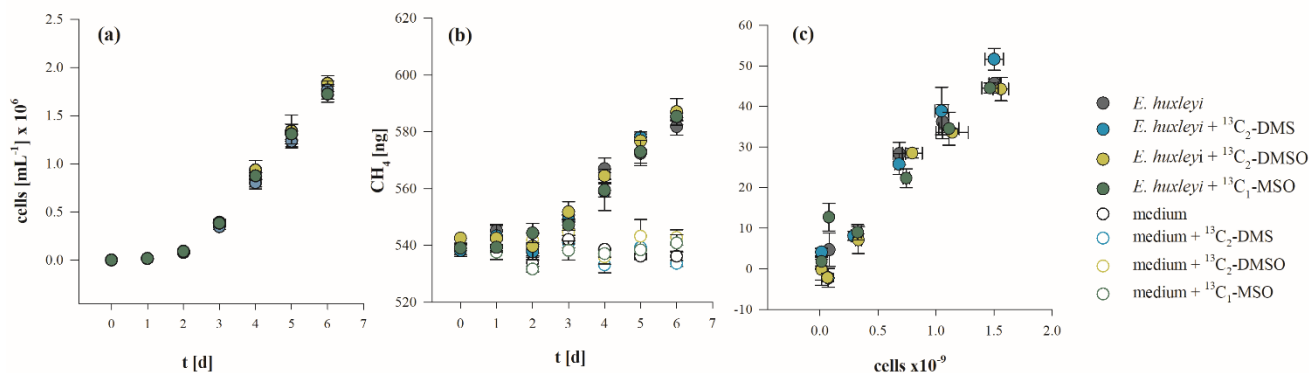 (a)
cells [mL⁻¹] x 10⁶
2.5
2.0
1.5
1.0
0.5
0.0
0 1 2 3 4 5 6 7
t [d]
(b)
CH₄ [ng]
620
600
580
560
540
520
0 1 2 3 4 5 6 7
t [d]
(c)
60
50
40
30
20
10
0
-10
0.0 0.5 1.0 1.5 2.0
cells x10⁻⁹
E. huxleyi
E. huxleyi + ¹³C₂-DMS
E. huxleyi + ¹³C₂-DMSO
E. huxleyi + ¹³C₁-MSO
medium
medium + ¹³C₂-DMS
medium + ¹³C₂-DMSO
medium + ¹³C₁-MSO